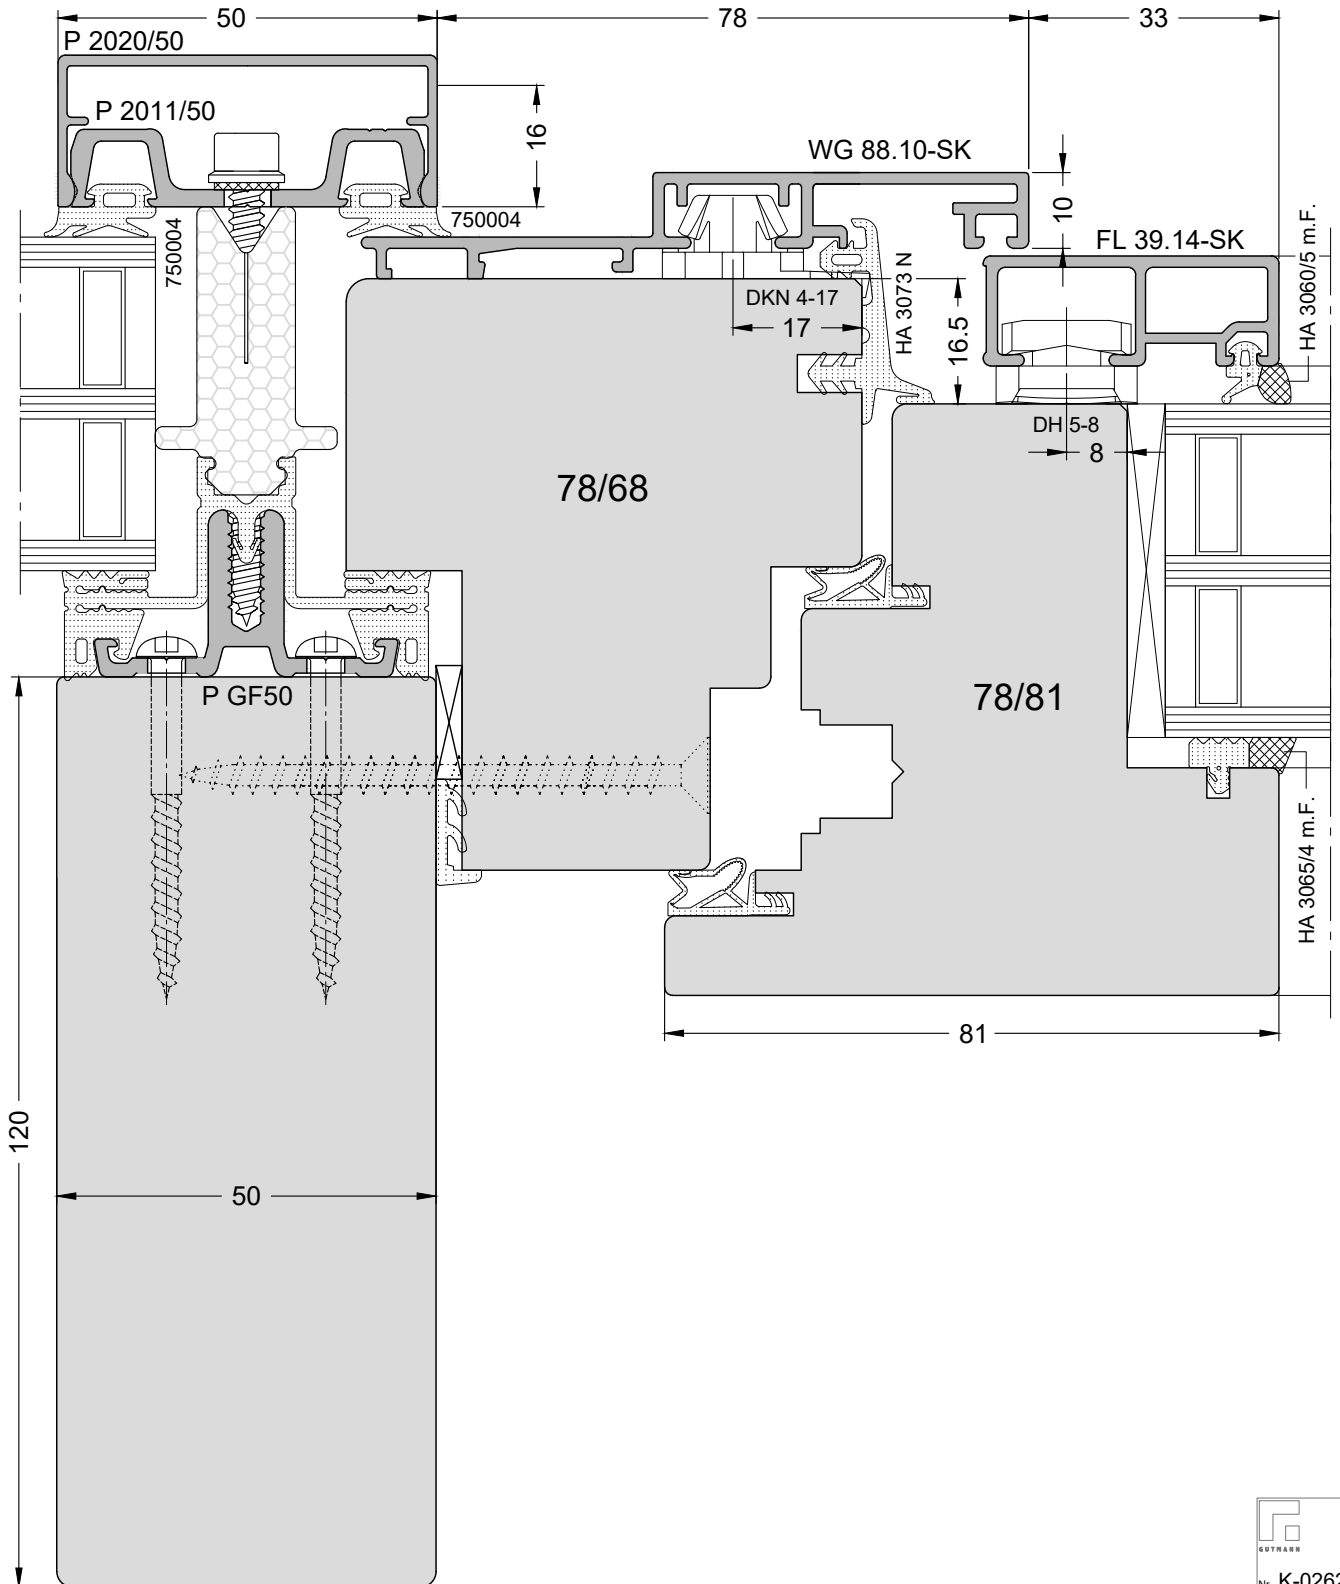 50
78
33
P 2020/50
P 2011/50
16
WG 88.10-SK
10
FL 39.14-SK
HA 3060/5 m.F.
750004
750004
HA 3073 N
DKN 4-17
17
16.5
DH 5-8
8
78/68
78/81
P GF50
HA 3065/4 m.F.
81
120
50
GUTMANN
Nr. K-0262